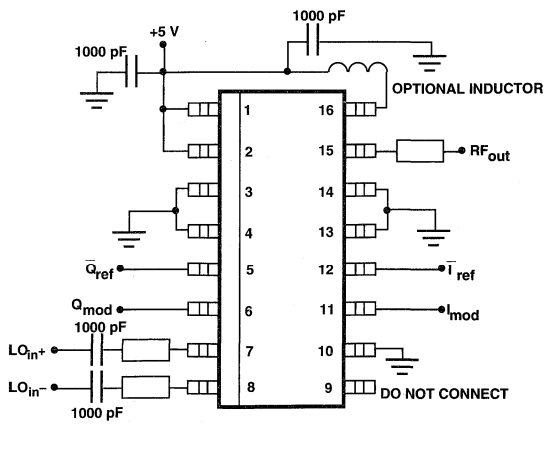 1000 pF
+5 V
1000 pF
OPTIONAL INDUCTOR
1 16
2 15 RFout
3 14
4 13
Q̅ref 5 12 I̅ref
Qmod 6 11 Imod
1000 pF
LOin+ 7 10
LOin– 8 9 DO NOT CONNECT
1000 pF